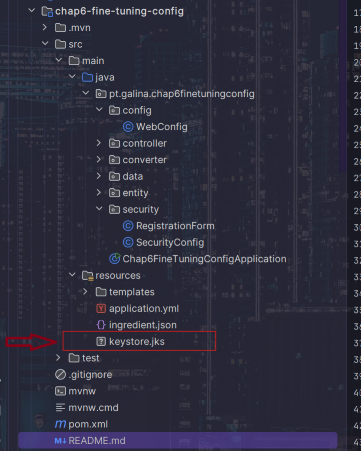 chap6-fine-tuning-config
.mvn
src
main
java
pt.galina.chap6finetuningconfig
config
WebConfig
controller
converter
data
entity
security
RegistrationForm
SecurityConfig
Chap6FineTuningConfigApplication
resources
templates
application.yml
ingredient.json
keystore.jks
test
.gitignore
mvnw
mvnw.cmd
pom.xml
README.md